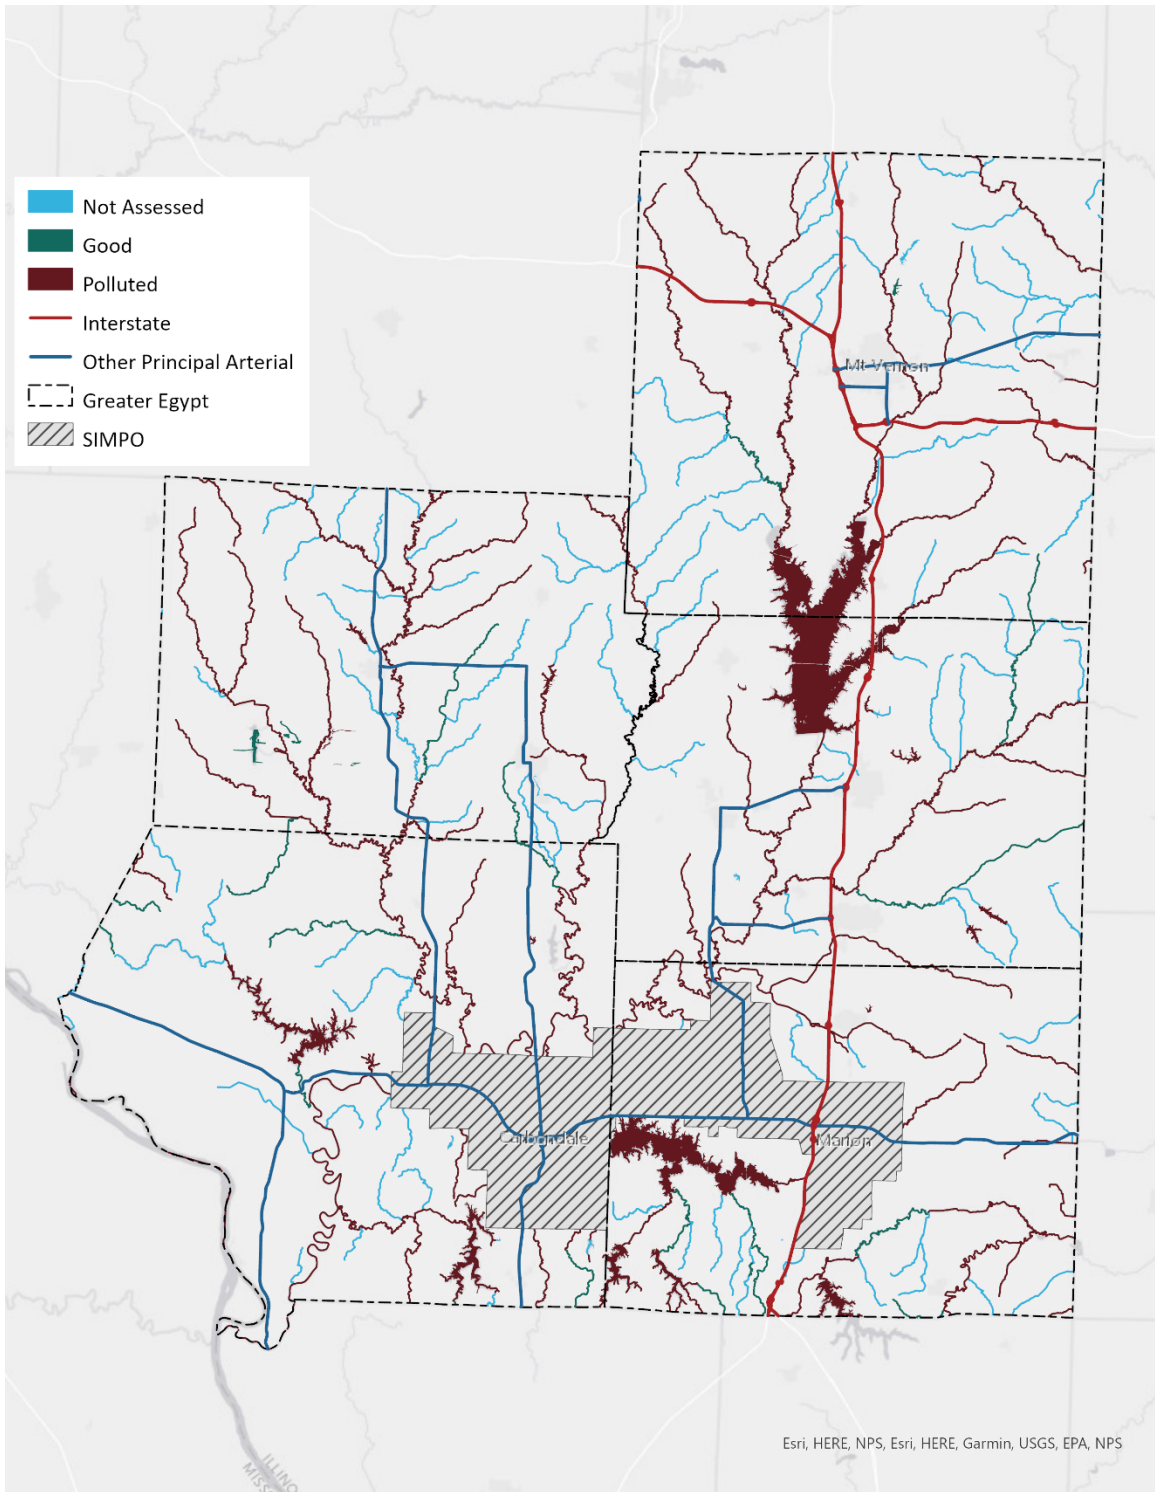 Not Assessed
Good
Polluted
Interstate
Other Principal Arterial
Greater Egypt
SIMPO
Mt Vernon
Carbondale
Marion
Esri, HERE, NPS, Esri, HERE, Garmin, USGS, EPA, NPS